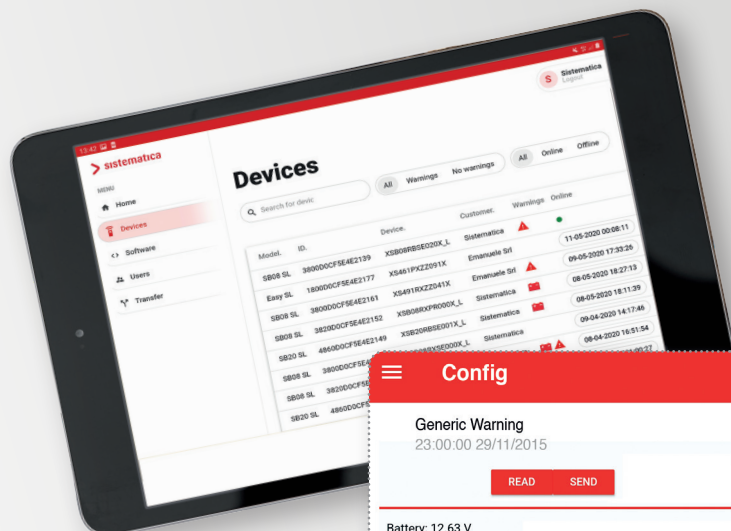 13:42
sistematica
S Sistematica
Logout
MENU
Home
Devices
Software
Users
Transfer
Devices
Search for devic
All Warnings No warnings
All Online Offline
Model. ID. Device. Customer. Warnings Online
SB08 SL 3800D0CF5E4E2139 XSB08RBSE020X_L Sistematica
Easy SL 1800D0CF5E4E2177 XS461PXZZ091X Emanuele Srl 11-05-2020 00:08:11
SB08 SL 3800D0CF5E4E2161 XS491RXZZ041X Emanuele Srl 09-05-2020 17:33:26
SB08 SL 3820D0CF5E4E2152 XSB08RXPR000X_L Sistematica 08-05-2020 18:27:13
SB20 SL 4860D0CF5E4E2149 XSB20RBSE001X_L Sistematica 08-05-2020 18:11:39
SB08 SL 3800D0CF5E4 Sistematica 09-04-2020 14:17:46
SB08 SL 3820D0CF5 08-04-2020 16:51:54
SB20 SL 4860D0CF5
Config
Generic Warning
23:00:00 29/11/2015
READ SEND
Battery: 12.63 V